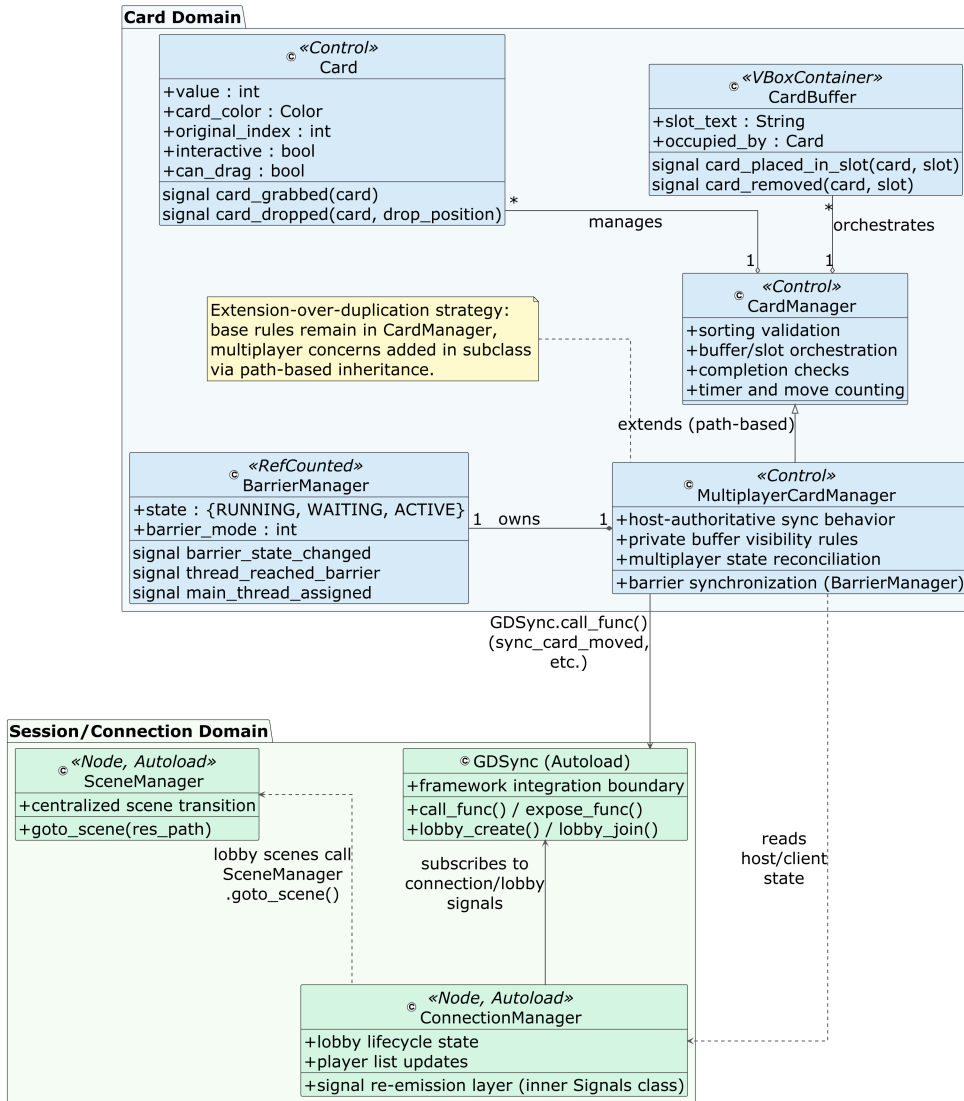 Card Domain
«Control»
Card
+value : int
+card_color : Color
+original_index : int
+interactive : bool
+can_drag : bool
signal card_grabbed(card)
signal card_dropped(card, drop_position)
«VBoxContainer»
CardBuffer
+slot_text : String
+occupied_by : Card
signal card_placed_in_slot(card, slot)
signal card_removed(card, slot)
*
manages
1
*
orchestrates
1
«Control»
CardManager
+sorting validation
+buffer/slot orchestration
+completion checks
+timer and move counting
Extension-over-duplication strategy:
base rules remain in CardManager,
multiplayer concerns added in subclass
via path-based inheritance.
extends (path-based)
«RefCounted»
BarrierManager
+state : {RUNNING, WAITING, ACTIVE}
+barrier_mode : int
signal barrier_state_changed
signal thread_reached_barrier
signal main_thread_assigned
1 owns 1
«Control»
MultiplayerCardManager
+host-authoritative sync behavior
+private buffer visibility rules
+multiplayer state reconciliation
+barrier synchronization (BarrierManager)
GDSync.call_func()
(sync_card_moved,
etc.)
Session/Connection Domain
«Node, Autoload»
SceneManager
+centralized scene transition
+goto_scene(res_path)
GDSync (Autoload)
+framework integration boundary
+call_func() / expose_func()
+lobby_create() / lobby_join()
lobby scenes call
SceneManager
.goto_scene()
subscribes to
connection/lobby
signals
reads
host/client
state
«Node, Autoload»
ConnectionManager
+lobby lifecycle state
+player list updates
+signal re-emission layer (inner Signals class)